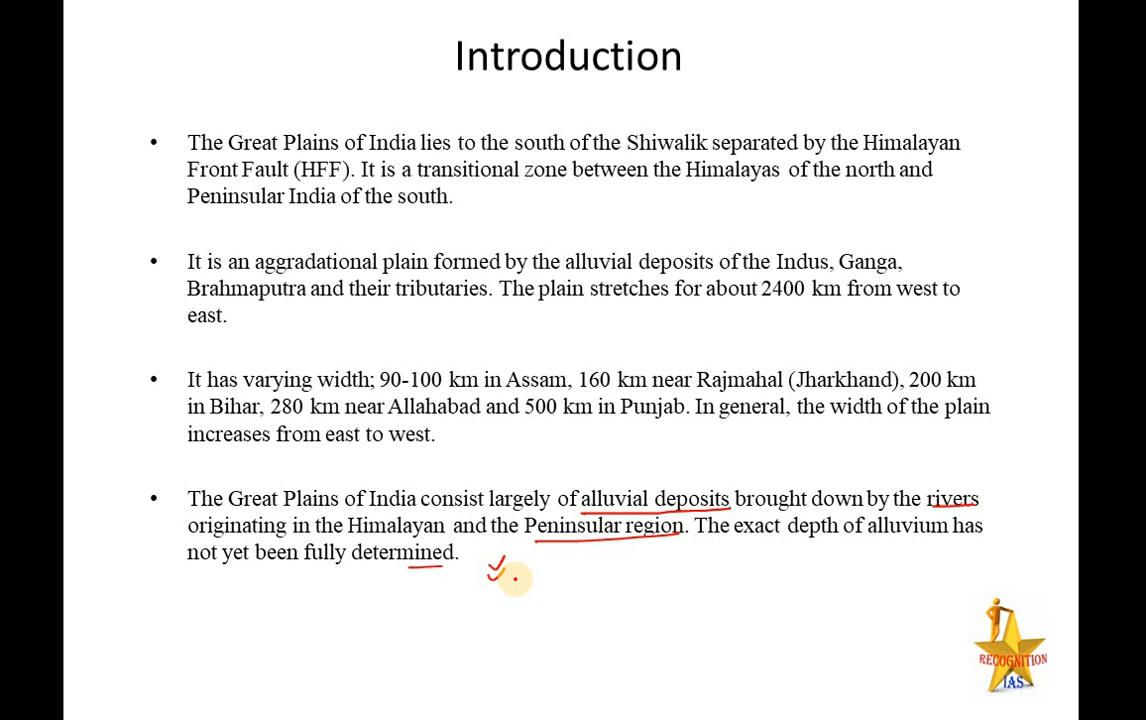 Introduction
• The Great Plains of India lies to the south of the Shiwalik separated by the Himalayan
Front Fault (HFF). It is a transitional zone between the Himalayas of the north and
Peninsular India of the south.
• It is an aggradational plain formed by the alluvial deposits of the Indus, Ganga,
Brahmaputra and their tributaries. The plain stretches for about 2400 km from west to
east.
• It has varying width; 90-100 km in Assam, 160 km near Rajmahal (Jharkhand), 200 km
in Bihar, 280 km near Allahabad and 500 km in Punjab. In general, the width of the plain
increases from east to west.
• The Great Plains of India consist largely of alluvial deposits brought down by the rivers
originating in the Himalayan and the Peninsular region. The exact depth of alluvium has
not yet been fully determined.
RECOGNITION
IAS